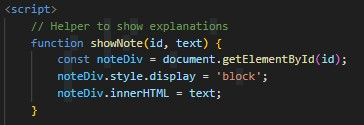 <script>
// Helper to show explanations
function showNote(id, text) {
const noteDiv = document.getElementById(id);
noteDiv.style.display = 'block';
noteDiv.innerHTML = text;
}